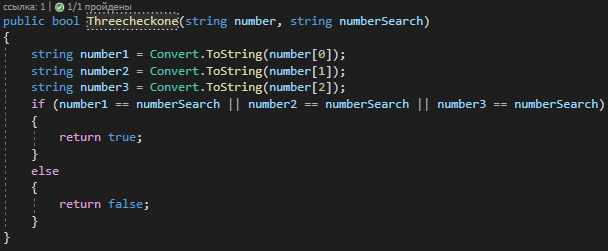 ссылка: 1 | 1/1 пройдены
public bool Threecheckone(string number, string numberSearch)
{
    string number1 = Convert.ToString(number[0]);
    string number2 = Convert.ToString(number[1]);
    string number3 = Convert.ToString(number[2]);
    if (number1 == numberSearch || number2 == numberSearch || number3 == numberSearch)
    {
        return true;
    }
    else
    {
        return false;
    }
}